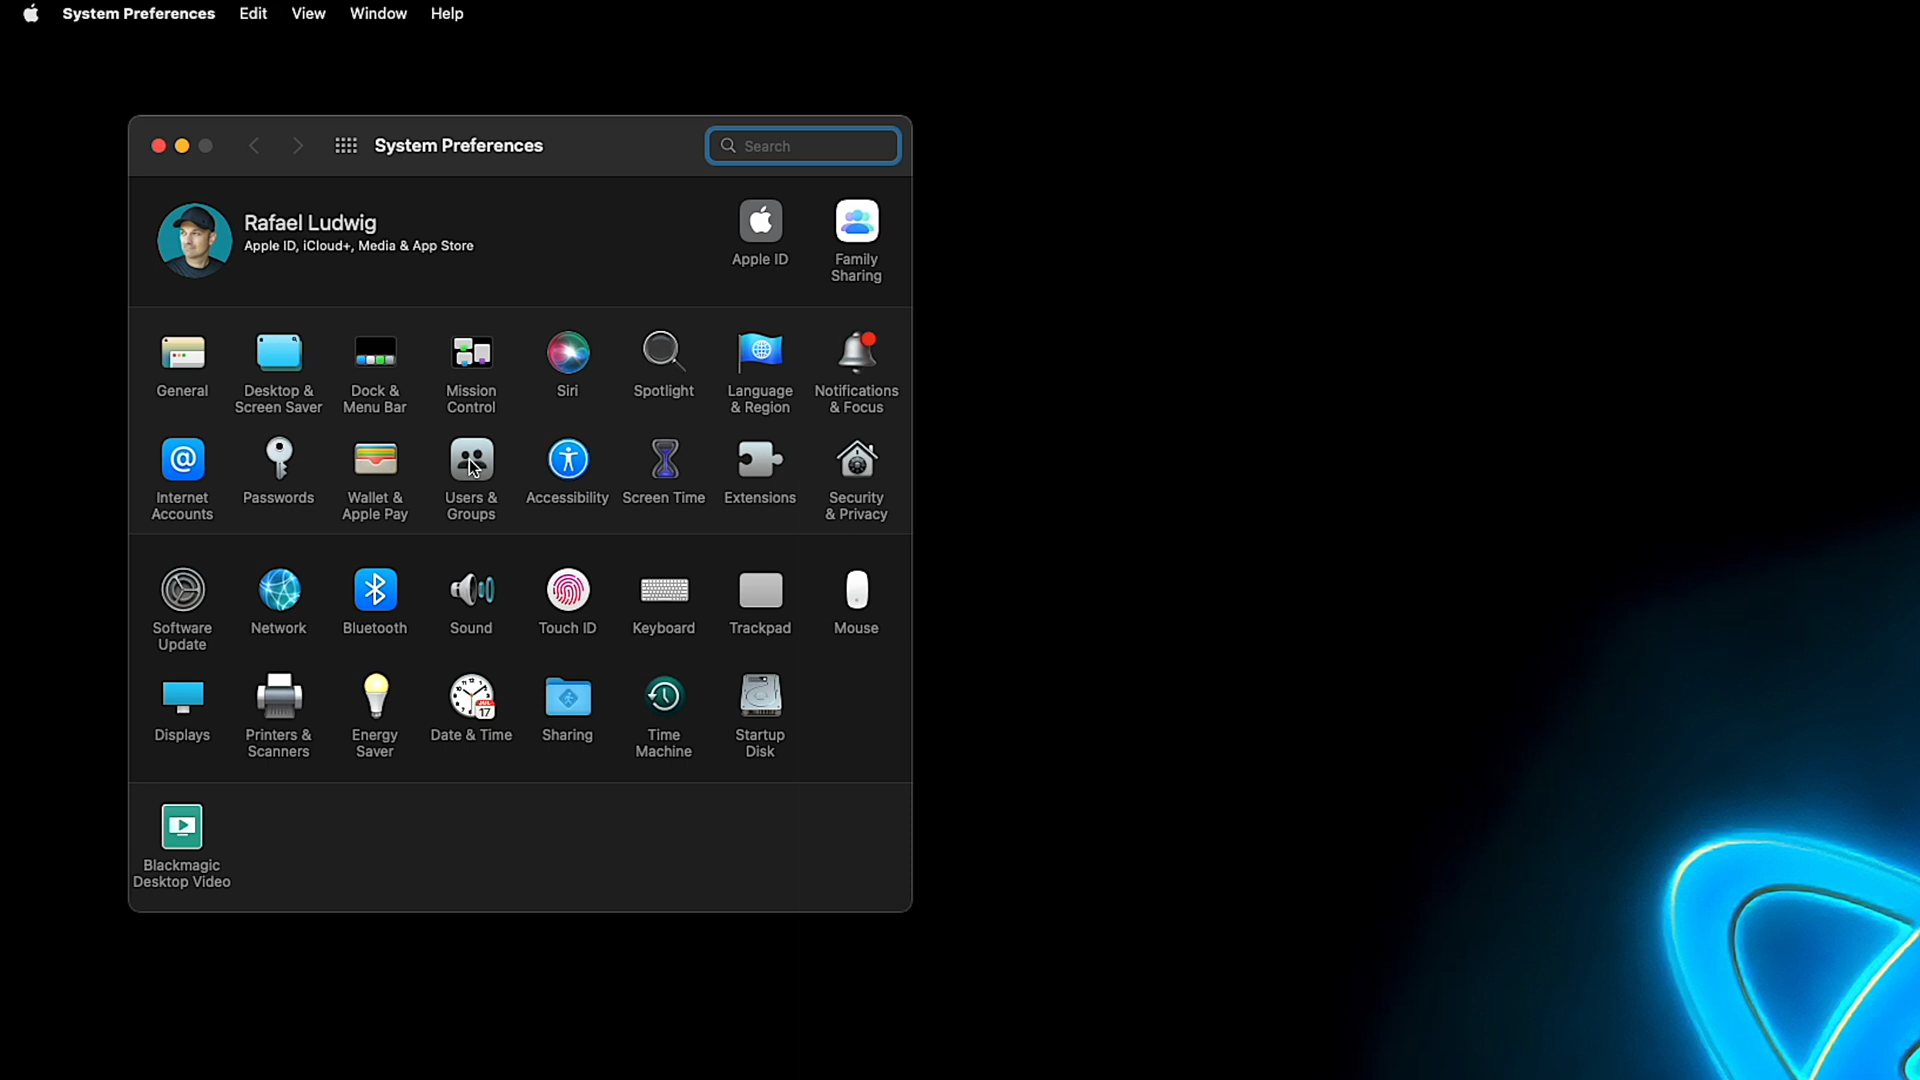 System Preferences Edit View Window Help
System Preferences
Search
Rafael Ludwig
Apple ID, iCloud+, Media & App Store
Apple ID
Family
Sharing
General
Desktop &
Screen Saver
Dock &
Menu Bar
Mission
Control
Siri
Spotlight
Language
& Region
Notifications
& Focus
@
Internet
Accounts
Passwords
Wallet &
Apple Pay
Users &
Groups
Accessibility
Screen Time
Extensions
Security
& Privacy
Software
Update
Network
Bluetooth
Sound
Touch ID
Keyboard
Trackpad
Mouse
Displays
Printers &
Scanners
Energy
Saver
JUL
17
Date & Time
Sharing
Time
Machine
Startup
Disk
Blackmagic
Desktop Video